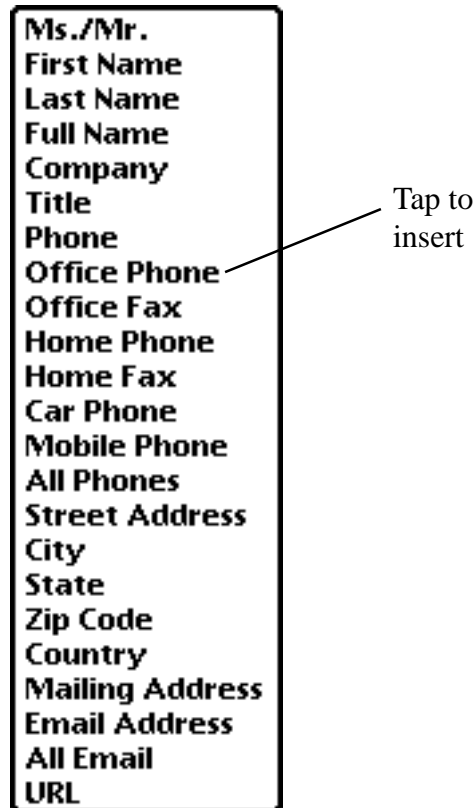 Ms./Mr.
First Name
Last Name
Full Name
Company
Title
Phone
Office Phone
Office Fax
Home Phone
Home Fax
Car Phone
Mobile Phone
All Phones
Street Address
City
State
Zip Code
Country
Mailing Address
Email Address
All Email
URL
Tap to
insert